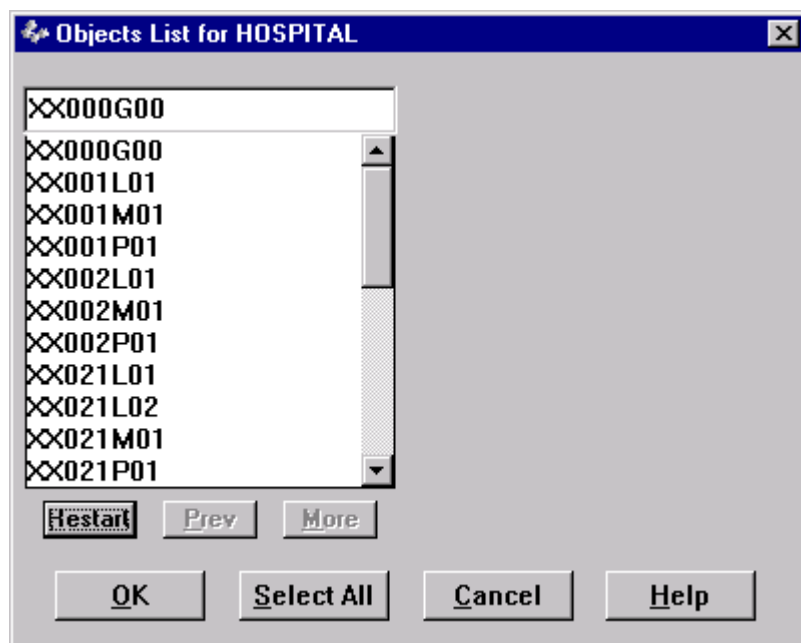 Objects List for HOSPITAL
XX000G00
XX000G00
XX001L01
XX001M01
XX001P01
XX002L01
XX002M01
XX002P01
XX021L01
XX021L02
XX021M01
XX021P01
Restart Prev More
OK Select All Cancel Help